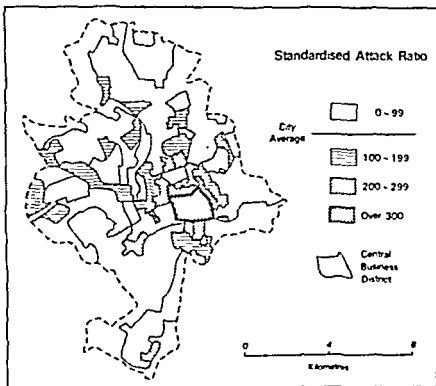 Standardised Attack Ratio
0-99
City
Average
100-199
200-299
Over 300
Central
Business
District
0 4 8
Kilometres